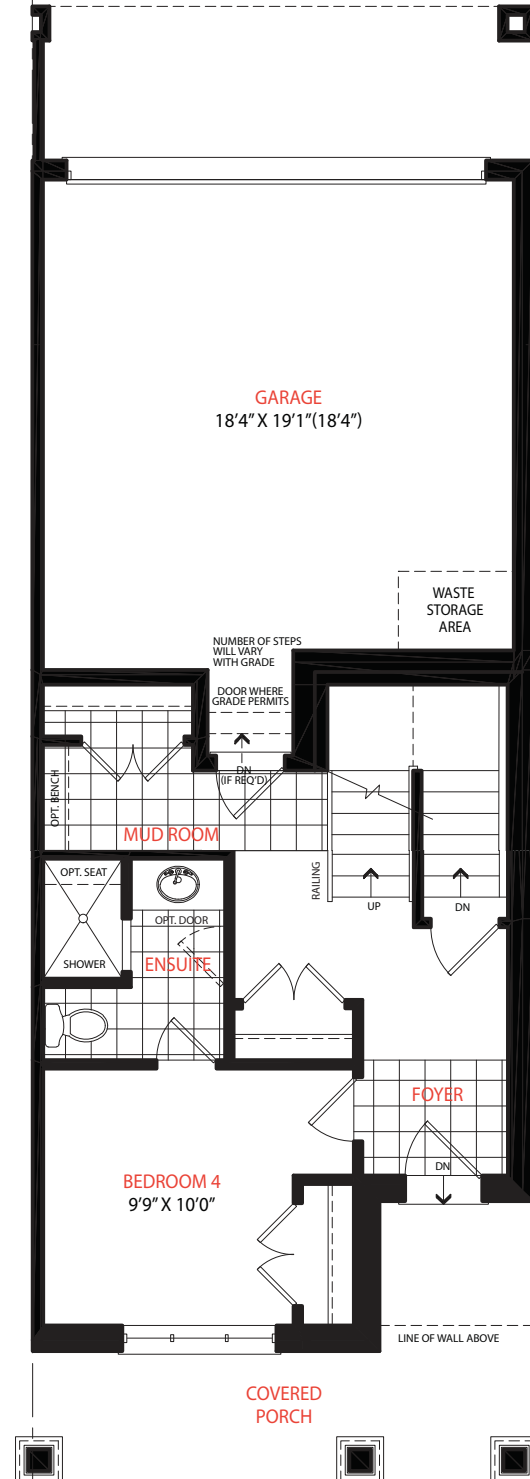 GARAGE
18'4" X 19'1"(18'4")
WASTE
STORAGE
AREA
NUMBER OF STEPS
WILL VARY
WITH GRADE
DOOR WHERE
GRADE PERMITS
DN
(IF REQ'D)
OPT. BENCH
MUD ROOM
RAILING
OPT. SEAT
UP
DN
OPT. DOOR
SHOWER
ENSUITE
FOYER
DN
BEDROOM 4
9'9" X 10'0"
LINE OF WALL ABOVE
COVERED
PORCH